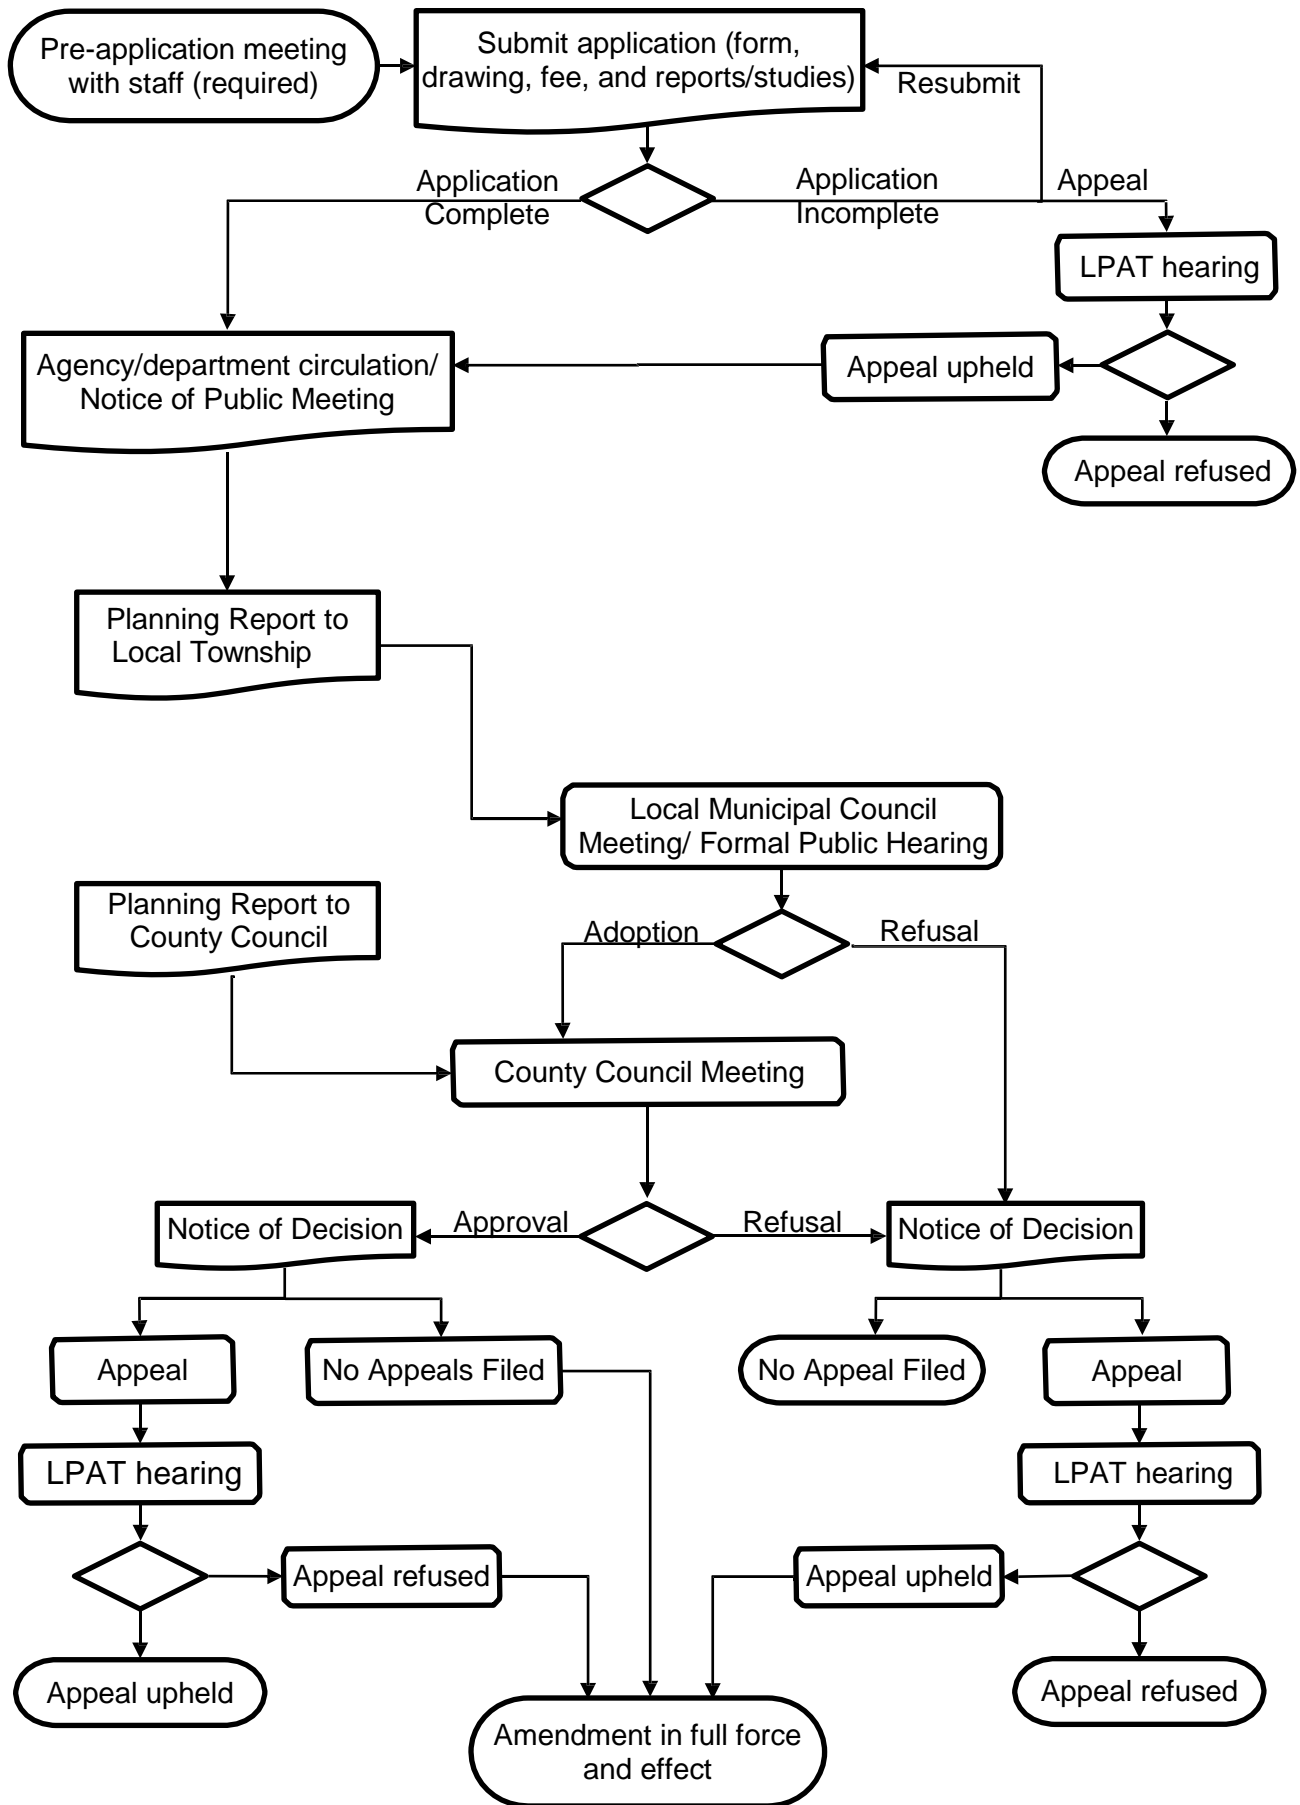 Pre-application meeting
with staff (required)
Submit application (form,
drawing, fee, and reports/studies)
Resubmit
Application
Complete
Application
Incomplete
Appeal
LPAT hearing
Agency/department circulation/
Notice of Public Meeting
Appeal upheld
Appeal refused
Planning Report to
Local Township
Local Municipal Council
Meeting/ Formal Public Hearing
Planning Report to
County Council
Adoption
Refusal
County Council Meeting
Notice of Decision
Approval
Refusal
Notice of Decision
Appeal
No Appeals Filed
No Appeal Filed
Appeal
LPAT hearing
LPAT hearing
Appeal refused
Appeal upheld
Appeal upheld
Appeal refused
Amendment in full force
and effect